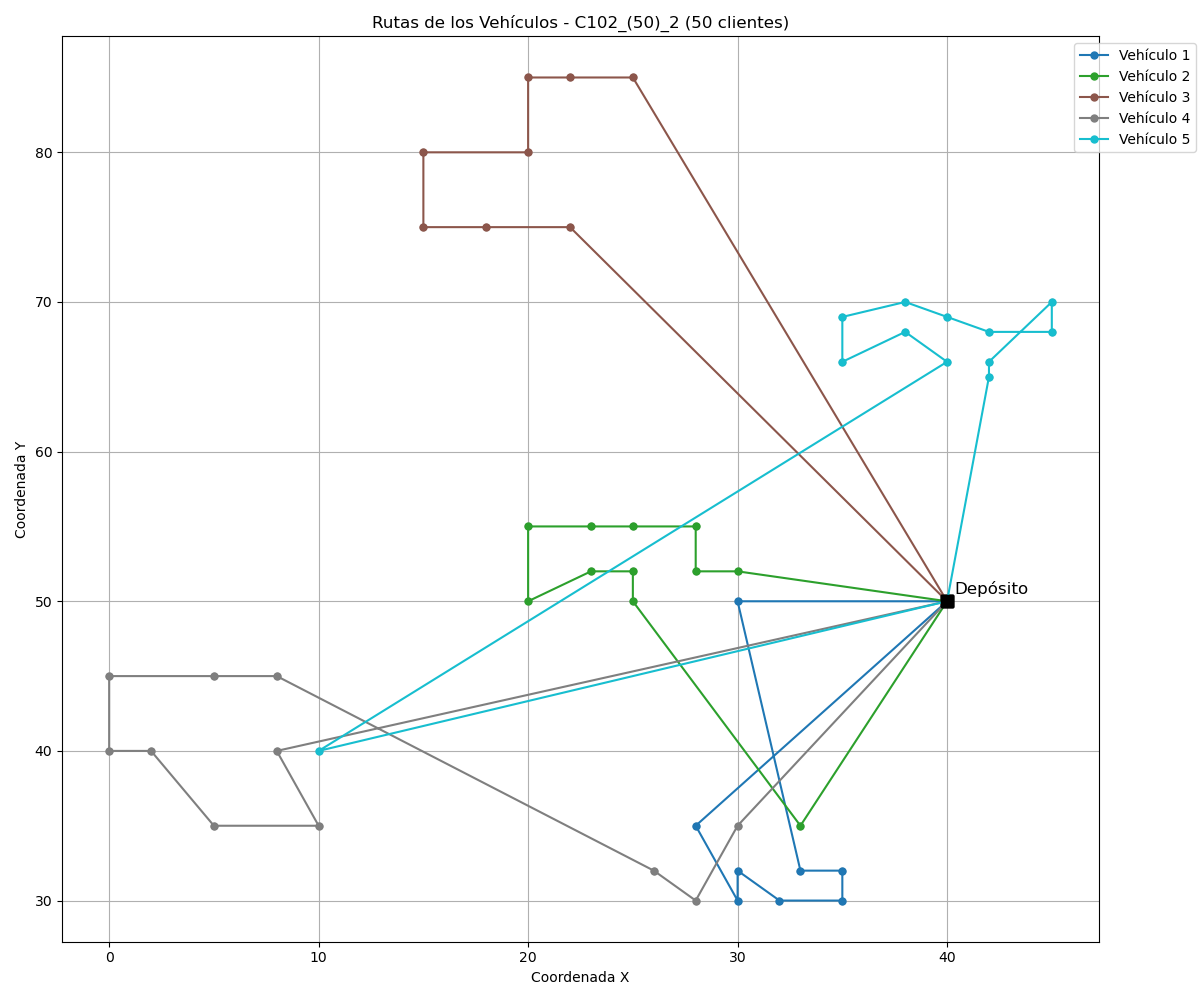 Rutas de los Vehículos - C102_(50)_2 (50 clientes)
Vehículo 1
Vehículo 2
Vehículo 3
Vehículo 4
Vehículo 5
80
70
60
50
40
30
Coordenada Y
Depósito
0 10 20 30 40
Coordenada X